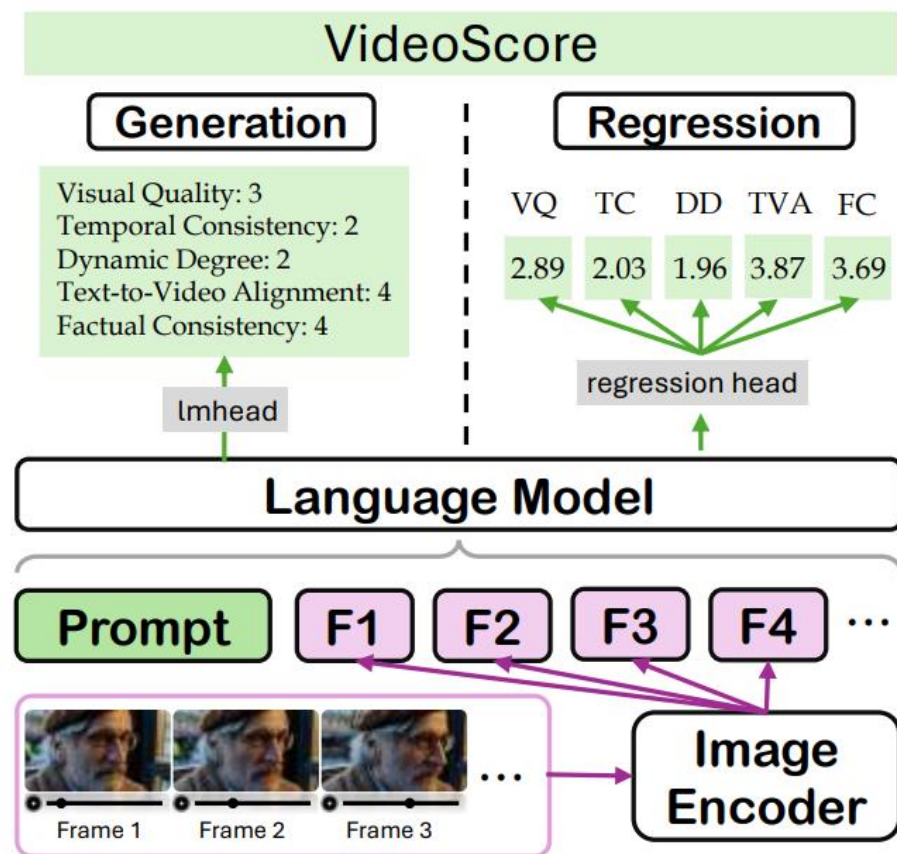 VideoScore
Generation
Regression
Visual Quality: 3
Temporal Consistency: 2
Dynamic Degree: 2
Text-to-Video Alignment: 4
Factual Consistency: 4
VQ TC DD TVA FC
2.89 2.03 1.96 3.87 3.69
lmhead
regression head
Language Model
Prompt F1 F2 F3 F4 ...
...
Frame 1 Frame 2 Frame 3
Image
Encoder